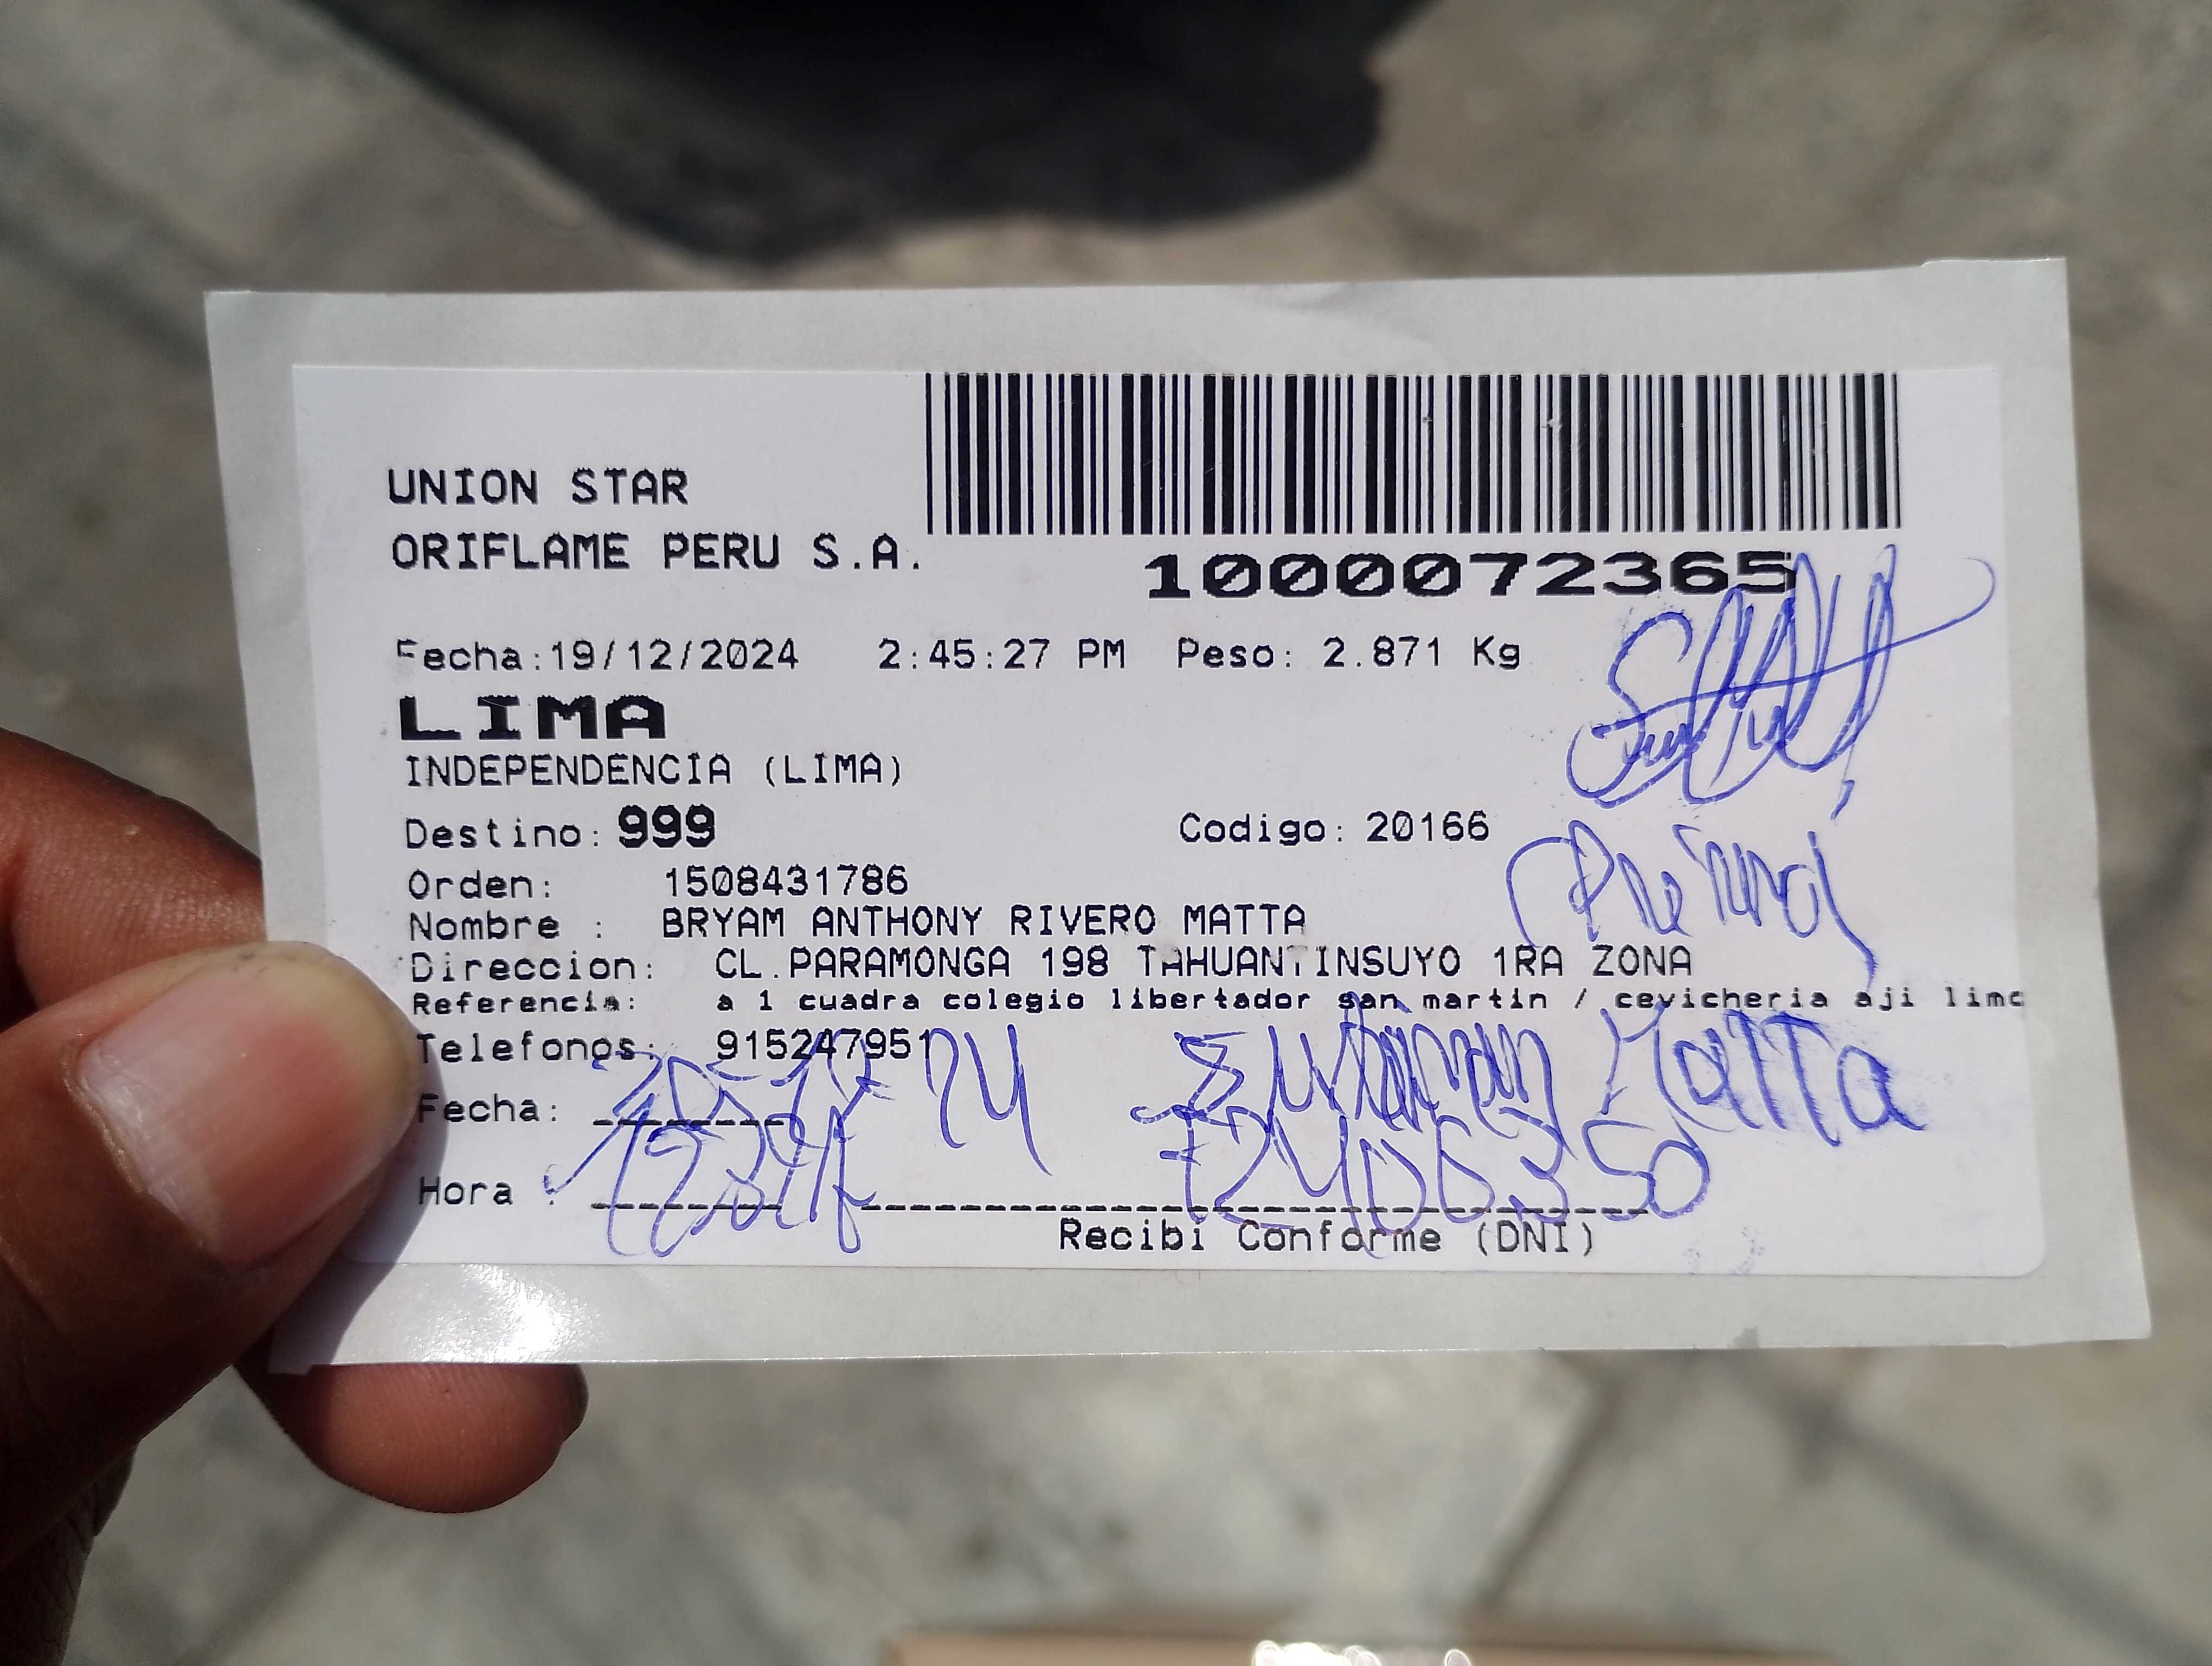 UNION STAR
ORIFLAME PERU S.A.
1000072365
Fecha:19/12/2024 2:45:27 PM Peso: 2.871 Kg
LIMA
INDEPENDENCIA (LIMA)
Destino: 999 Codigo: 20166
Orden: 1508431786
Nombre : BRYAM ANTHONY RIVERO MATTA
Direccion: CL.PARAMONGA 198 TAHUANTINSUYO 1RA ZONA
Referencia: a 1 cuadra colegio libertador san martin / cevicheria aji limo
Telefonos: 915247951
Matta
Fecha:
Hora :
Recibi Conforme (DNI)